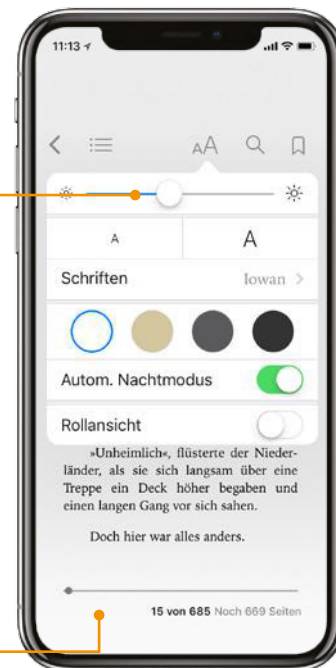 11:13
AA
A A
Schriften Iowan >
Autom. Nachtmodus
Rollansicht
»Unheimlich«, flüsterte der Nieder-
länder, als sie sich langsam über eine
Treppe ein Deck höher begaben und
einen langen Gang vor sich sahen.
Doch hier war alles anders.
15 von 685 Noch 669 Seiten